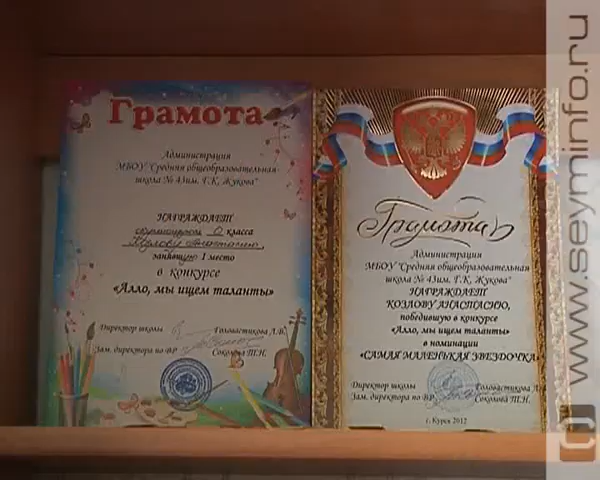 Грамота
Администрация
МБОУ "Средняя общеобразовательная
школа № 43им. Г.К. Жукова"
НАГРАЖДАЕТ
класса
занявшую 1 место
в конкурсе
«Алло, мы ищем таланты»
Директор школы Головастикова Л.В.
Зам. директора по ВР Соколова Т.Н.
Грамота
Администрация
МБОУ "Средняя общеобразовательная
школа № 43им. Г.К. Жукова"
НАГРАЖДАЕТ
КОЗЛОВУ АНАСТАСИЮ,
победившую в конкурсе
«Алло, мы ищем таланты»
в номинации
«САМАЯ МАЛЕНЬКАЯ ЗВЕЗДОЧКА»
Директор школы Головастикова Л.
Зам. директора по ВР Соколова Т.Н.
г. Курск 2012
www.seyminfo.ru